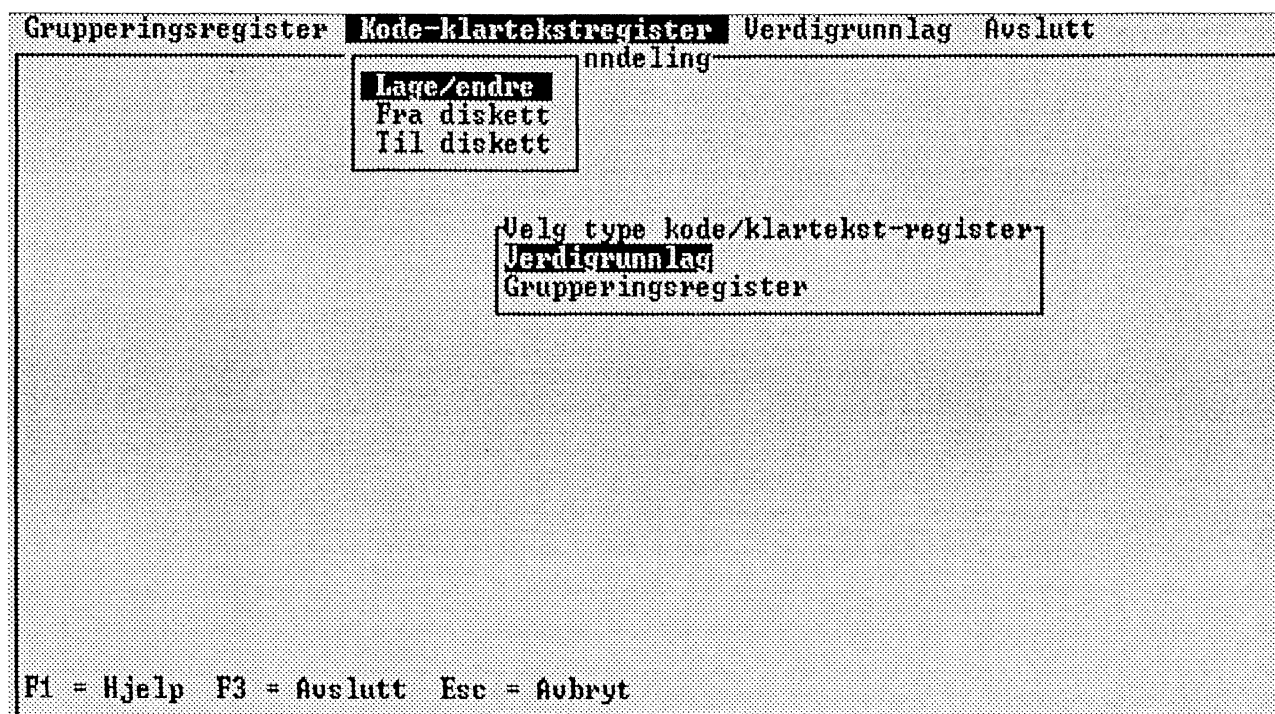 Grupperingsregister Kode-klartekstregister Verdigrunnlag Avslutt
nndeling
Lage/endre
Fra diskett
Til diskett
Velg type kode/klartekst-register
Verdigrunnlag
Grupperingsregister
F1 = Hjelp F3 = Avslutt Esc = Avbryt